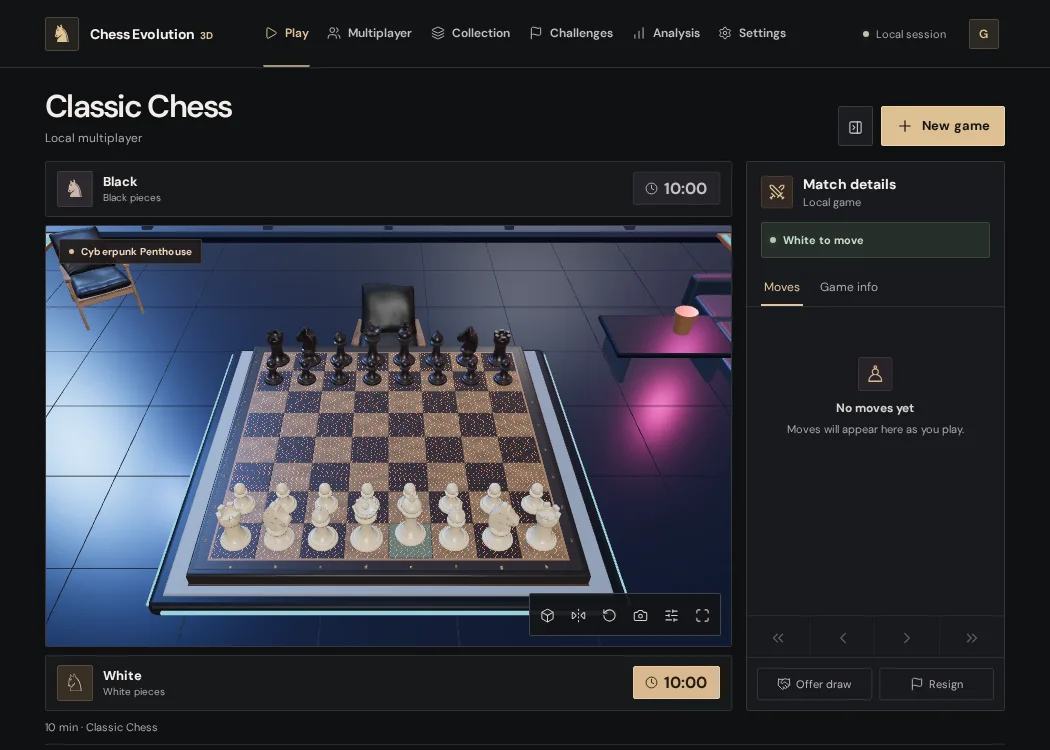 Chess Evolution 3D
Play
Multiplayer
Collection
Challenges
Analysis
Settings
Local session
G
Classic Chess
Local multiplayer
New game
Black
Black pieces
10:00
Cyberpunk Penthouse
Match details
Local game
White to move
Moves
Game info
No moves yet
Moves will appear here as you play.
Offer draw
Resign
White
White pieces
10:00
10 min · Classic Chess